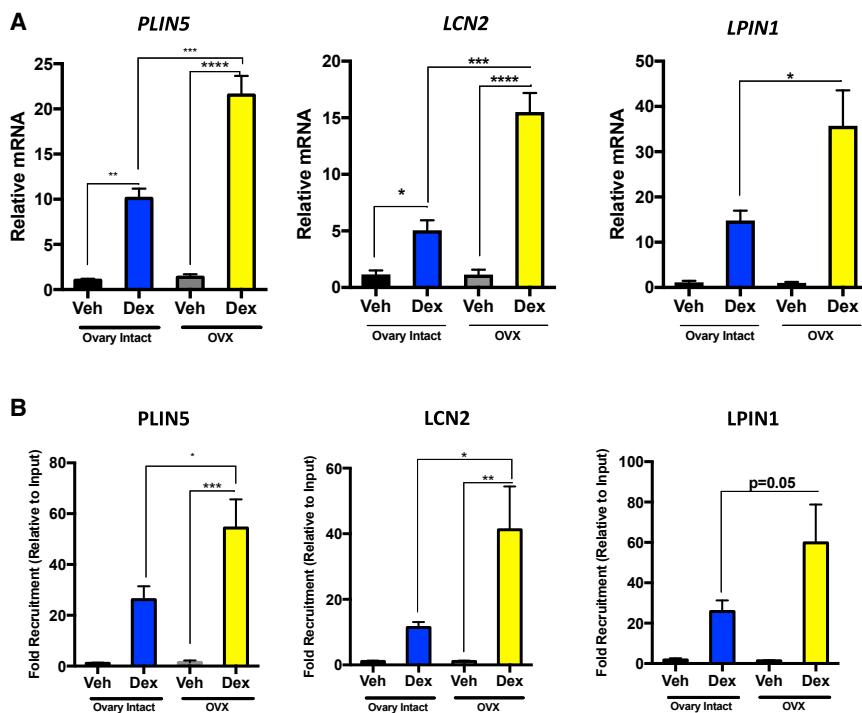 A
PLIN5
LCN2
LPIN1
Relative mRNA
25
20
15
10
5
0
***
****
**
Veh Dex Veh Dex
Ovary Intact OVX
Relative mRNA
20
15
10
5
0
***
****
*
Veh Dex Veh Dex
Ovary Intact OVX
Relative mRNA
50
40
30
20
10
0
*
Veh Dex Veh Dex
Ovary Intact OVX
B
PLIN5
LCN2
LPIN1
Fold Recruitment (Relative to Input)
80
60
40
20
0
*
***
Veh Dex Veh Dex
Ovary Intact OVX
Fold Recruitment (Relative to Input)
60
40
20
0
*
**
Veh Dex Veh Dex
Ovary Intact OVX
Fold Recruitment (Relative to Input)
100
80
60
40
20
0
p=0.05
Veh Dex Veh Dex
Ovary Intact OVX